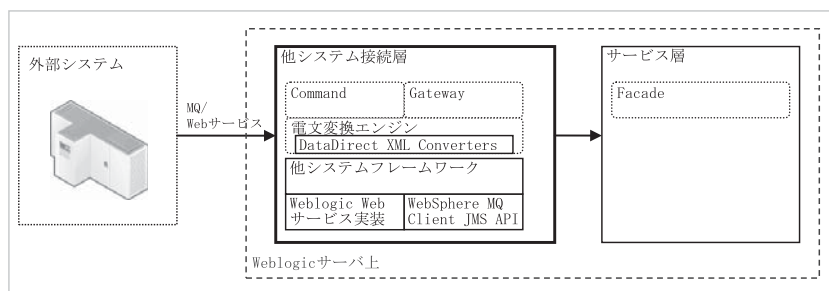 外部システム
MQ/
Webサービス
他システム接続層
Command
Gateway
電文変換エンジン
DataDirect XML Converters
他システムフレームワーク
Weblogic Web
サービス実装
WebSphere MQ
Client JMS API
サービス層
Facade
Weblogicサーバ上